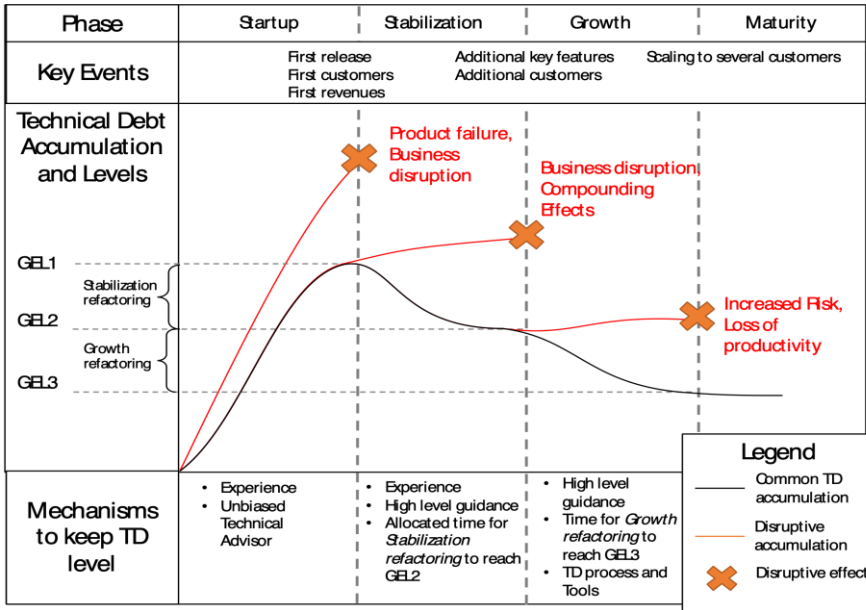 Phase
Startup
Stabilization
Growth
Maturity
Key Events
First release
First customers
First revenues
Additional key features
Additional customers
Scaling to several customers
Technical Debt
Accumulation
and Levels
Product failure,
Business
disruption
Business disruption,
Compounding
Effects
GEL1
Stabilization
refactoring
GEL2
Growth
refactoring
GEL3
Increased Risk,
Loss of
productivity
Mechanisms
to keep TD
level
• Experience
• Unbiased
Technical
Advisor
• Experience
• High level guidance
• Allocated time for
Stabilization
refactoring to reach
GEL2
• High level
guidance
• Time for Growth
refactoring to
reach GEL3
• TD process and
Tools
Legend
Common TD
accumulation
Disruptive
accumulation
Disruptive effect